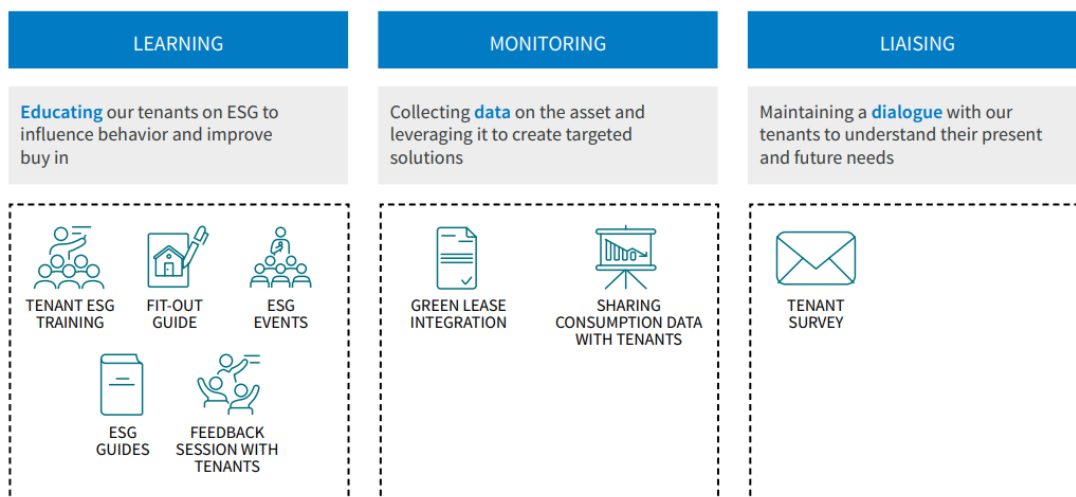 LEARNING
Educating our tenants on ESG to
influence behavior and improve
buy in
TENANT ESG
TRAINING
FIT-OUT
GUIDE
ESG
EVENTS
ESG
GUIDES
FEEDBACK
SESSION WITH
TENANTS
MONITORING
Collecting data on the asset and
leveraging it to create targeted
solutions
GREEN LEASE
INTEGRATION
SHARING
CONSUMPTION DATA
WITH TENANTS
LIAISING
Maintaining a dialogue with our
tenants to understand their present
and future needs
TENANT
SURVEY